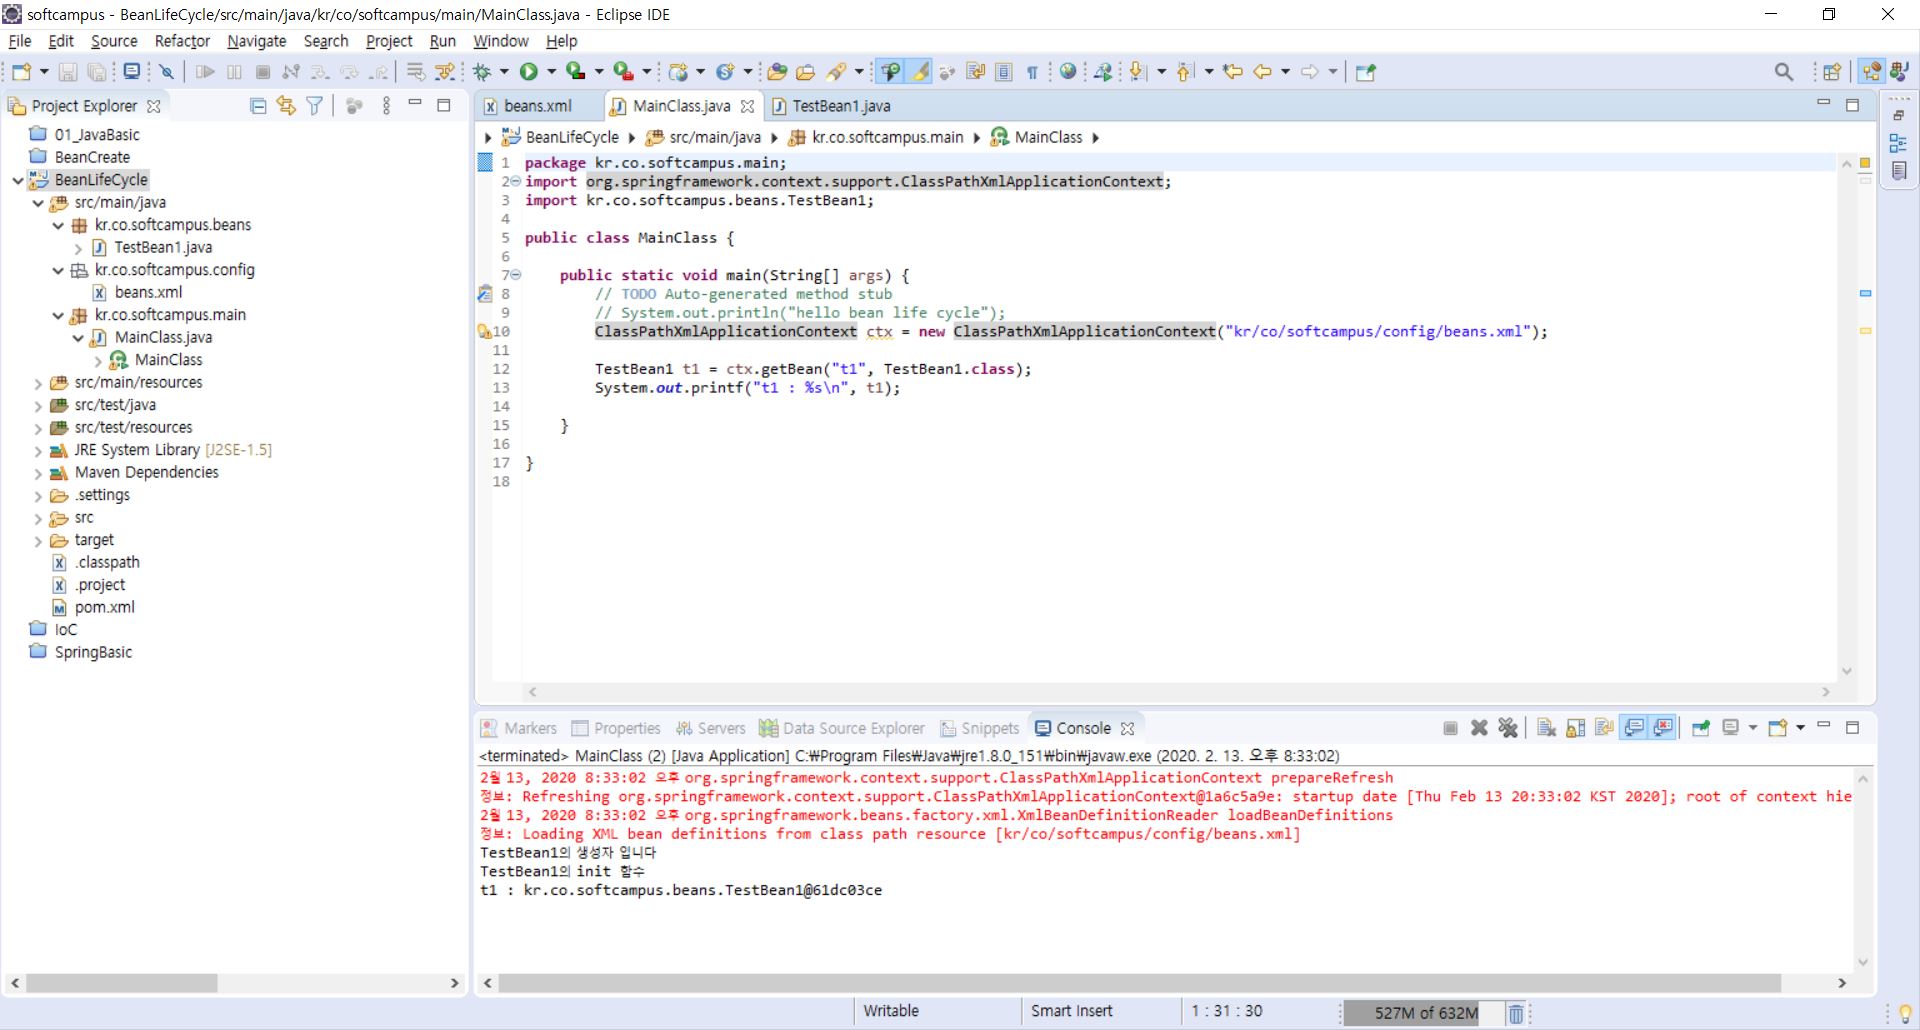 softcampus - BeanLifeCycle/src/main/java/kr/co/softcampus/main/MainClass.java - Eclipse IDE
File Edit Source Refactor Navigate Search Project Run Window Help
Project Explorer
01_JavaBasic
BeanCreate
BeanLifeCycle
src/main/java
kr.co.softcampus.beans
TestBean1.java
kr.co.softcampus.config
beans.xml
kr.co.softcampus.main
MainClass.java
MainClass
src/main/resources
src/test/java
src/test/resources
JRE System Library [J2SE-1.5]
Maven Dependencies
.settings
src
target
.classpath
.project
pom.xml
IoC
SpringBasic
beans.xml MainClass.java TestBean1.java
BeanLifeCycle src/main/java kr.co.softcampus.main MainClass
1 package kr.co.softcampus.main;
2 import org.springframework.context.support.ClassPathXmlApplicationContext;
3 import kr.co.softcampus.beans.TestBean1;
4
5 public class MainClass {
6
7 public static void main(String[] args) {
8 // TODO Auto-generated method stub
9 // System.out.println("hello bean life cycle");
10 ClassPathXmlApplicationContext ctx = new ClassPathXmlApplicationContext("kr/co/softcampus/config/beans.xml");
11
12 TestBean1 t1 = ctx.getBean("t1", TestBean1.class);
13 System.out.printf("t1 : %s\n", t1);
14
15 }
16
17 }
18
Markers Properties Servers Data Source Explorer Snippets Console
<terminated> MainClass (2) [Java Application] C:₩Program Files₩Java₩jre1.8.0_151₩bin₩javaw.exe (2020. 2. 13. 오후 8:33:02)
2월 13, 2020 8:33:02 오후 org.springframework.context.support.ClassPathXmlApplicationContext prepareRefresh
정보: Refreshing org.springframework.context.support.ClassPathXmlApplicationContext@1a6c5a9e: startup date [Thu Feb 13 20:33:02 KST 2020]; root of context hie
2월 13, 2020 8:33:02 오후 org.springframework.beans.factory.xml.XmlBeanDefinitionReader loadBeanDefinitions
정보: Loading XML bean definitions from class path resource [kr/co/softcampus/config/beans.xml]
TestBean1의 생성자 입니다
TestBean1의 init 함수
t1 : kr.co.softcampus.beans.TestBean1@61dc03ce
Writable Smart Insert 1 : 31 : 30 527M of 632M